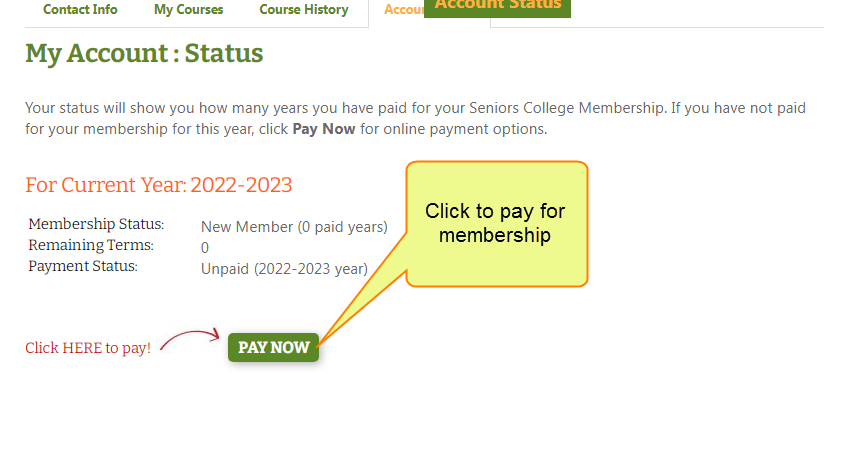 Contact Info My Courses Course History Accou Account Status
My Account : Status
Your status will show you how many years you have paid for your Seniors College Membership. If you have not paid
for your membership for this year, click Pay Now for online payment options.
For Current Year: 2022-2023
Click to pay for
membership
Membership Status: New Member (0 paid years)
Remaining Terms: 0
Payment Status: Unpaid (2022-2023 year)
Click HERE to pay! PAY NOW